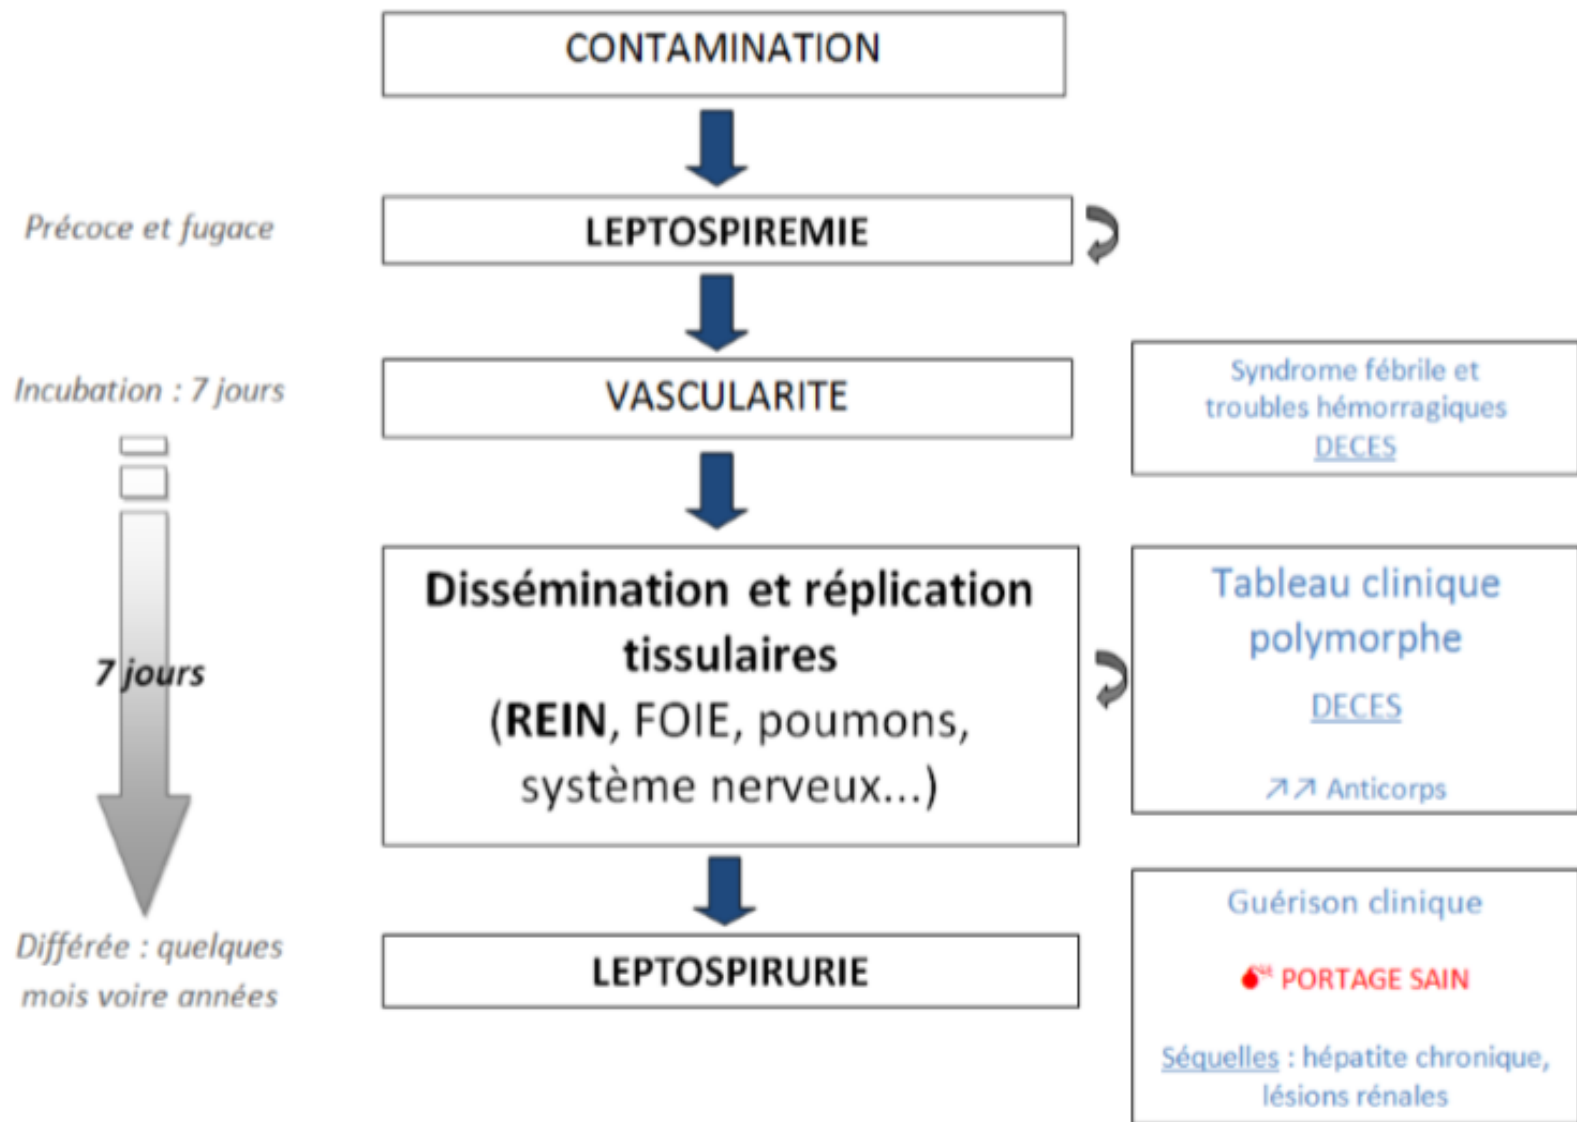 CONTAMINATION
Précoce et fugace
LEPTOSPIREMIE
Incubation : 7 jours
VASCULARITE
Syndrome fébrile et
troubles hémorragiques
DECES
7 jours
Dissémination et réplication
tissulaires
(REIN, FOIE, poumons,
système nerveux...)
Tableau clinique
polymorphe
DECES
↗↗ Anticorps
Différée : quelques
mois voire années
LEPTOSPIRURIE
Guérison clinique
PORTAGE SAIN
Séquelles : hépatite chronique,
lésions rénales